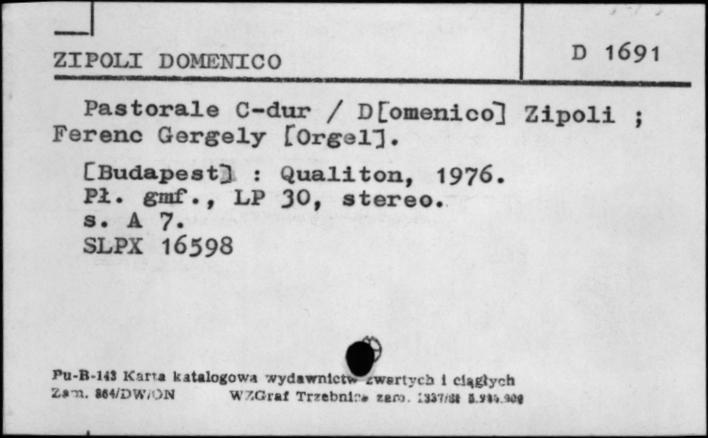 ZIPOLI DOMENICO
D 1691
Pastorale C-dur / D[omenico] Zipoli ;
Ferenc Gergely [Orgel].
[Budapest] : Qualiton, 1976.
Pł. gmf., LP 30, stereo.
s. A 7.
SLPX 16598
Pu-B-143 Karta katalogowa wydawnictw zwartych i ciągłych
Zam. 864/DW/ON WZGraf Trzebnica zam.